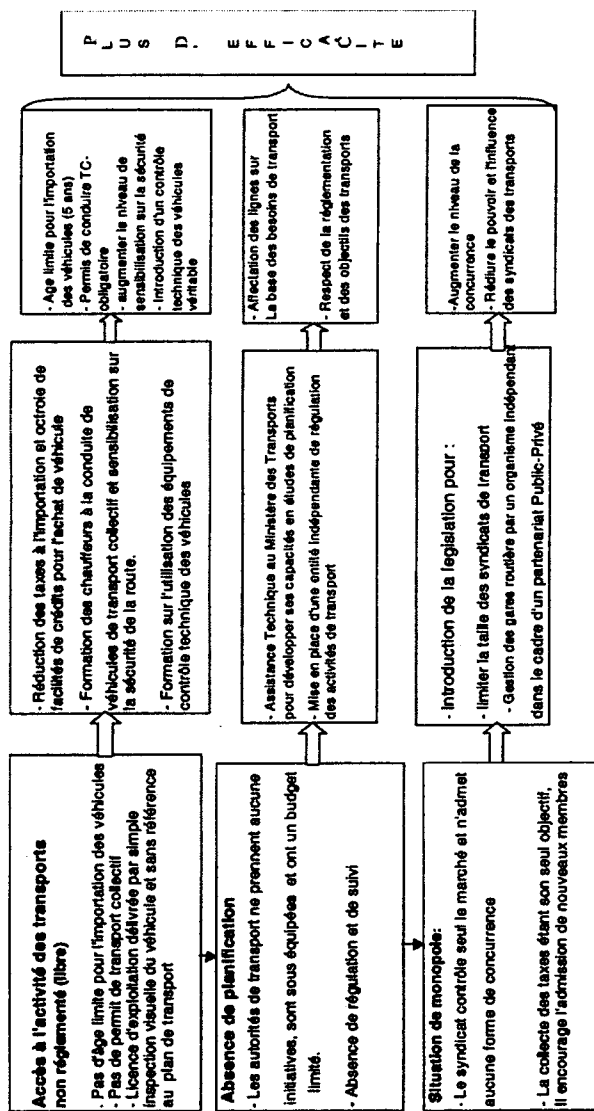 Accès à l'activité des transports
non réglementé (libre)
- Pas d'âge limite pour l'importation des véhicules
- Pas de permit de transport collectif
- Licence d'exploitation délivrée par simple
inspection visuelle du véhicule et sans référence
au plan de transport
- Réduction des taxes à l'importation et octroie de
facilités de crédits pour l'achat de véhicule
- Formation des chauffeurs à la conduite de
véhicules de transport collectif et sensibilisation sur
la sécurité de la route.
- Formation sur l'utilisation des équipements de
contrôle technique des véhicules
- Age limite pour l'importation
des véhicules (5 ans)
- Permis de conduire TC-
obligatoire
- augmenter le niveau de
sensibilisation sur la sécurité
- Introduction d'un contrôle
technique des véhicules
véritable
Absence de planification
- Les autorités de transport ne prennent aucune
initiatives, sont sous équipées et ont un budget
limité.
- Absence de régulation et de suivi
- Assistance Technique au Ministère des Transports
pour développer ses capacités en études de planification
- Mise en place d'une entité indépendante de régulation
des activités de transport
- Affectation des lignes sur
La base des besoins de transport
- Respect de la réglementation
et des objectifs des transports
Situation de monopole:
- Le syndicat contrôle seul le marché et n'admet
aucune forme de concurrence
- La collecte des taxes étant son seul objectif,
il encourage l'admission de nouveaux membres
- Introduction de la legislation pour :
- limiter la taille des syndicats de transport
- Gestion des gares routière par un organisme indépendant
dans le cadre d'un partenariat Public-Privé
-Augmenter le niveau de la
concurrence
- Rédiure le pouvoir et l'influence
des syndicats des transports
PLUS D. EFFICACITE